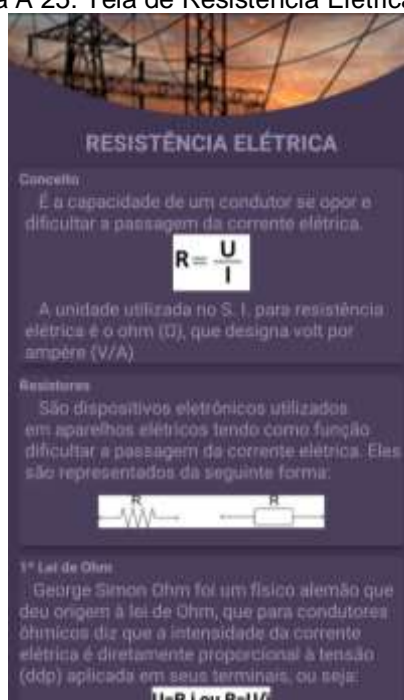 a A 25: Tela de Resistência Elétrica
RESISTÊNCIA ELÉTRICA
Conceito
É a capacidade de um condutor se opor e
dificultar a passagem da corrente elétrica.
R = U
I
A unidade utilizada no S. I. para resistência
elétrica é o ohm (Ω), que designa volt por
ampère (V/A)
Resistores
São dispositivos eletrônicos utilizados
em aparelhos elétricos tendo como função
dificultar a passagem da corrente elétrica. Eles
são representados da seguinte forma:
R R
1ª Lei de Ohm
George Simon Ohm foi um físico alemão que
deu origem à lei de Ohm, que para condutores
ôhmicos diz que a intensidade da corrente
elétrica é diretamente proporcional à tensão
(ddp) aplicada em seus terminais, ou seja:
U=R.i ou R=U/i